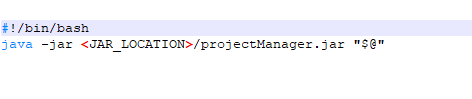 #!/bin/bash
java -jar <JAR_LOCATION>/projectManager.jar "$@"